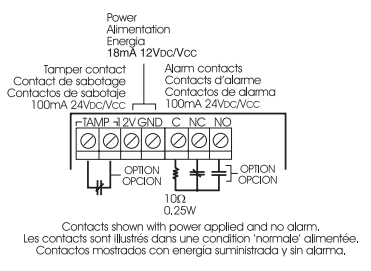 Power
Alimentation
Energia
18mA 12VDC/VCC
Tamper contact
Contact de sabotage
Contactos de sabotaje
100mA 24VDC/VCC
Alarm contacts
Contacts d'alarme
Contactos de alarma
100mA 24VDC/VCC
TAMP 12V GND C NC NO
OPTION
OPCION
OPTION
OPCION
10Ω
0.25W
Contacts shown with power applied and no alarm.
Les contacts sont illustrés dans une condition 'normale' alimentée.
Contactos mostrados con energía suministrada y sin alarma.